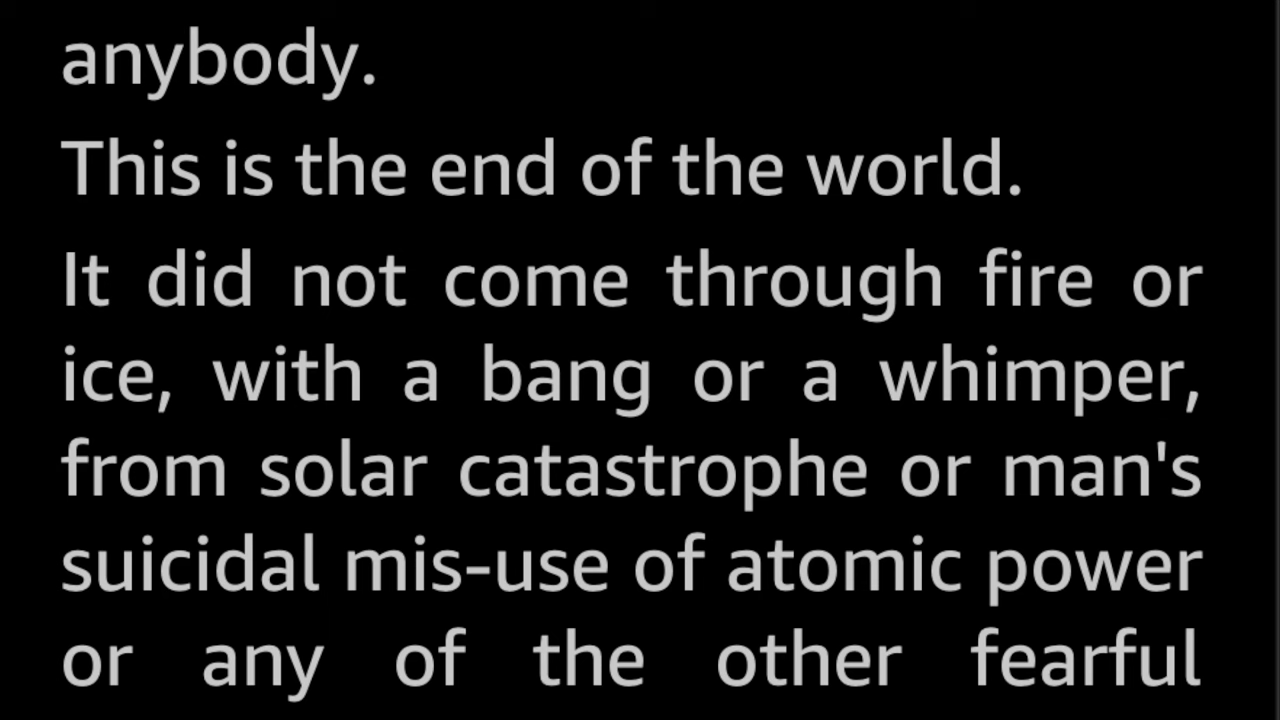 anybody.
This is the end of the world.
It did not come through fire or
ice, with a bang or a whimper,
from solar catastrophe or man's
suicidal mis-use of atomic power
or any of the other fearful